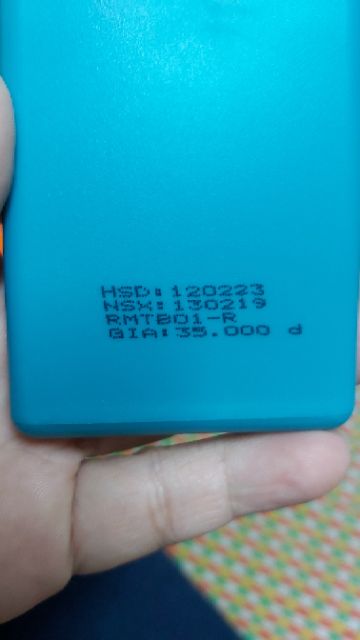 HSD: 120223
NSX: 130219
RMTB01-R
GIA: 35.000 d